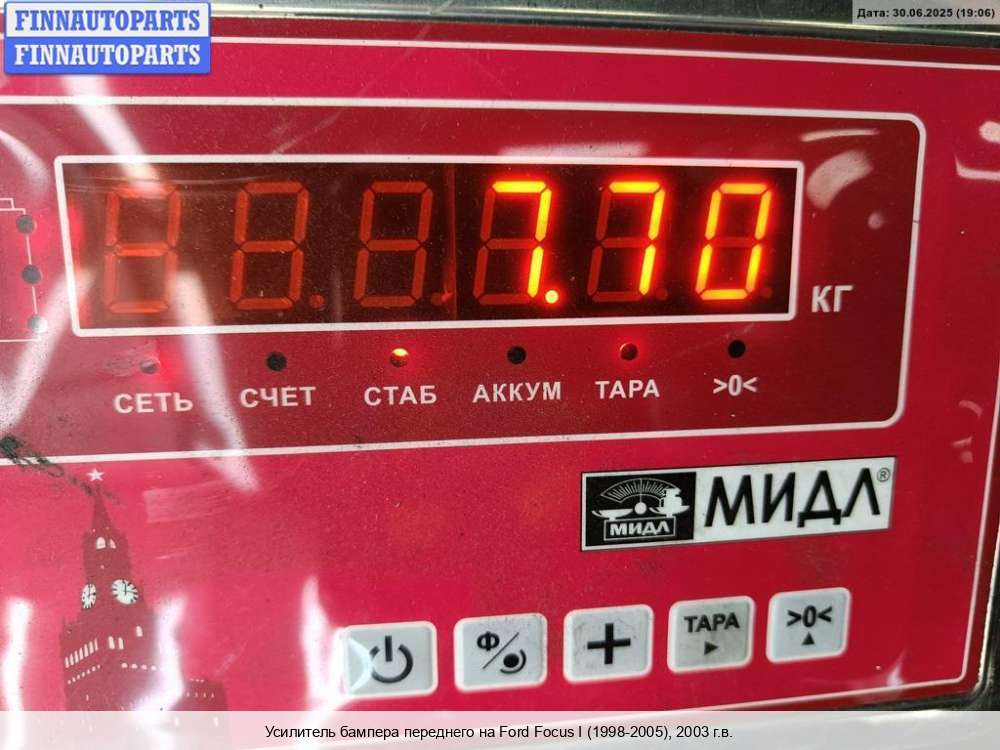 FINNAUTOPARTS
FINNAUTOPARTS
Дата: 30.06.2025 (19:06)
7.70
КГ
СЕТЬ СЧЕТ СТАБ АККУМ ТАРА >0<
МИДЛ МИДЛ®
Ф ТАРА >0<
Усилитель бампера переднего на Ford Focus I (1998-2005), 2003 г.в.